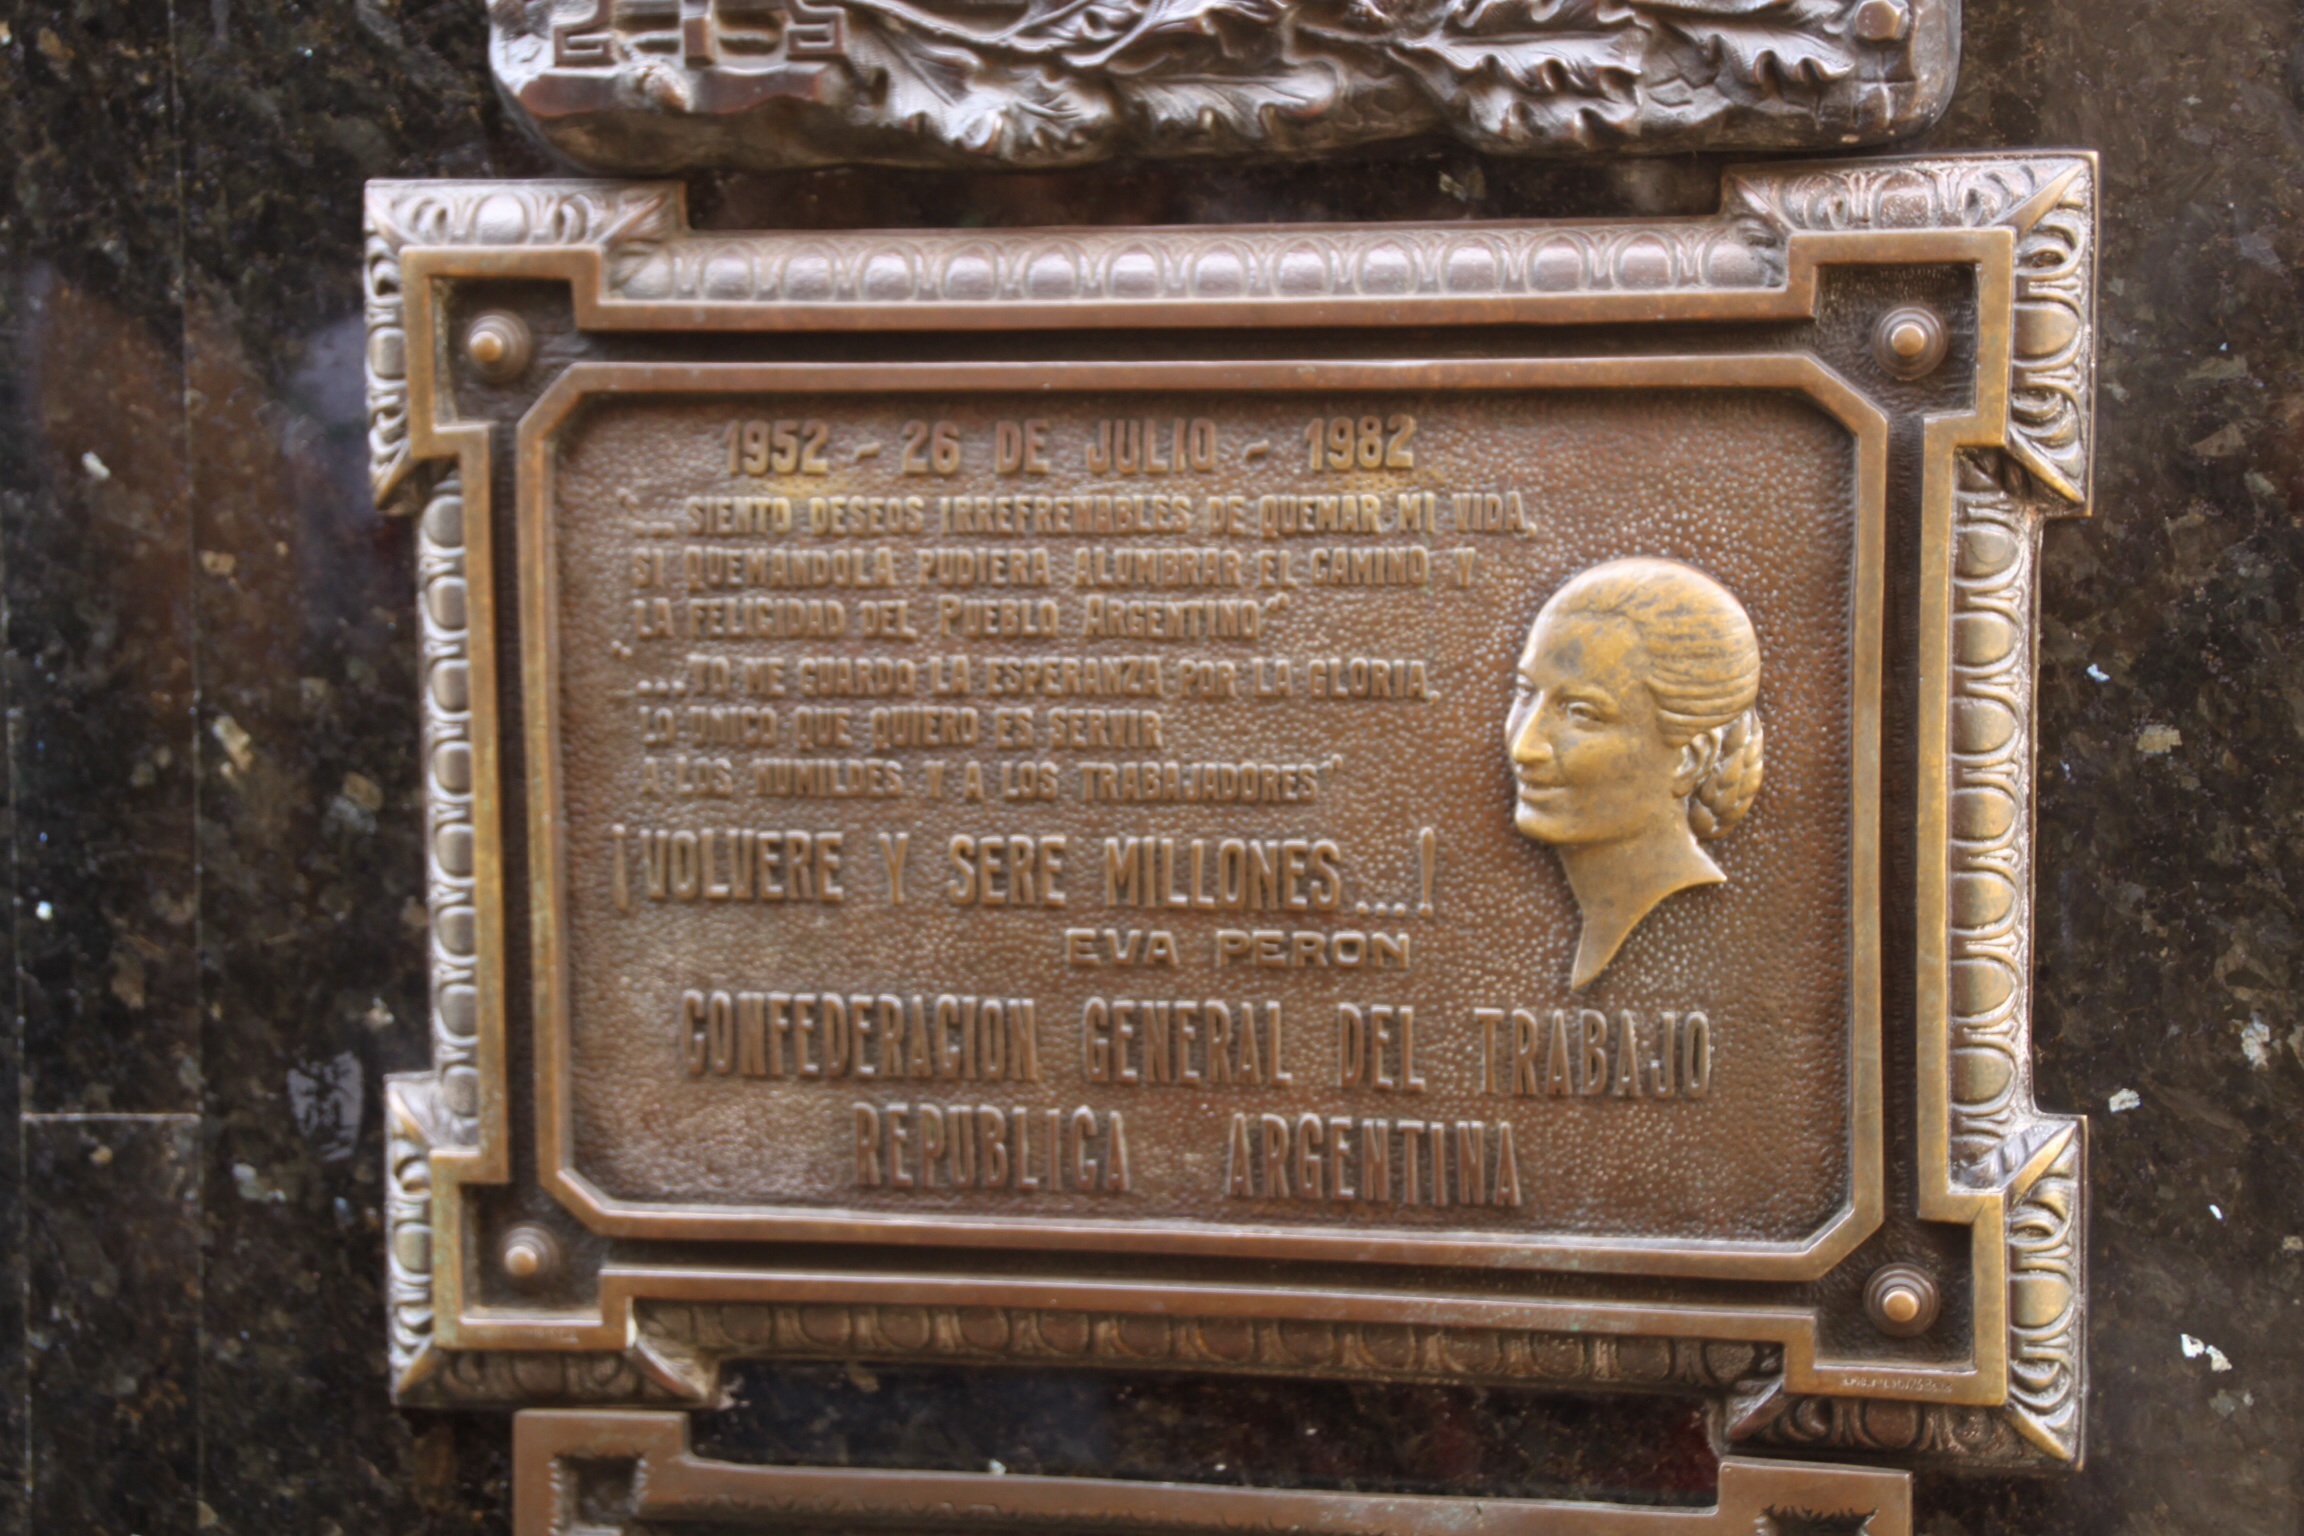 1952 - 26 DE JULIO - 1982
"... SIENTO DESEOS IRREFRENABLES DE QUEMAR MI VIDA,
SI QUEMANDOLA PUDIERA ALUMBRAR EL CAMINO Y
LA FELICIDAD DEL PUEBLO ARGENTINO"
"... YO ME GUARDO LA ESPERANZA POR LA GLORIA.
LO UNICO QUE QUIERO ES SERVIR
A LOS HUMILDES Y A LOS TRABAJADORES"
¡VOLVERE Y SERE MILLONES...!
EVA PERON
CONFEDERACION GENERAL DEL TRABAJO
REPUBLICA ARGENTINA